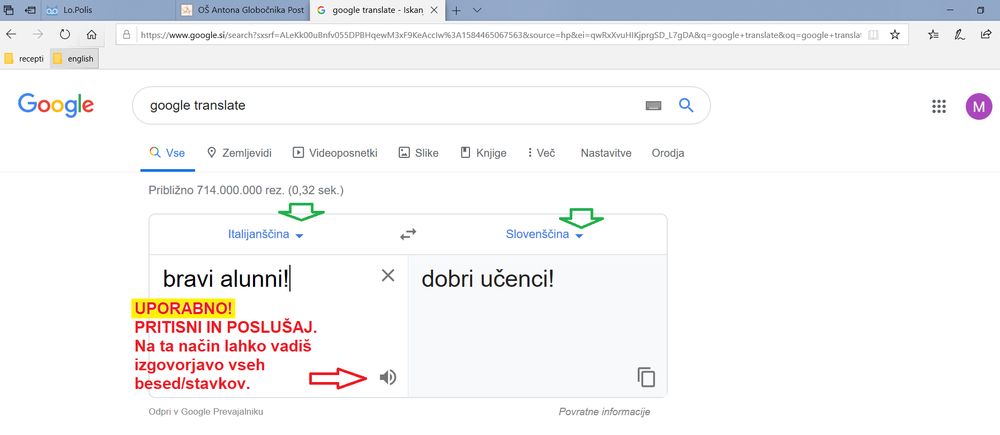 Lo.Polis
OŠ Antona Globočnika Post
google translate - Iskan
https://www.google.si/search?sxsrf=ALeKk00uBnfv055DPBHqewM3xF9KeAccIw%3A1584465067563&source=hp&ei=qwRxXvuHIKjprgSD_L7gDA&q=google+translate&oq=google+translat
recepti
english
Google
google translate
M
Vse
Zemljevidi
Videoposnetki
Slike
Knjige
Več
Nastavitve
Orodja
Približno 714.000.000 rez. (0,32 sek.)
Italijanščina
Slovenščina
bravi alunni!
dobri učenci!
UPORABNO!
PRITISNI IN POSLUŠAJ.
Na ta način lahko vadiš
izgovorjavo vseh
besed/stavkov.
Odpri v Google Prevajalniku
Povratne informacije